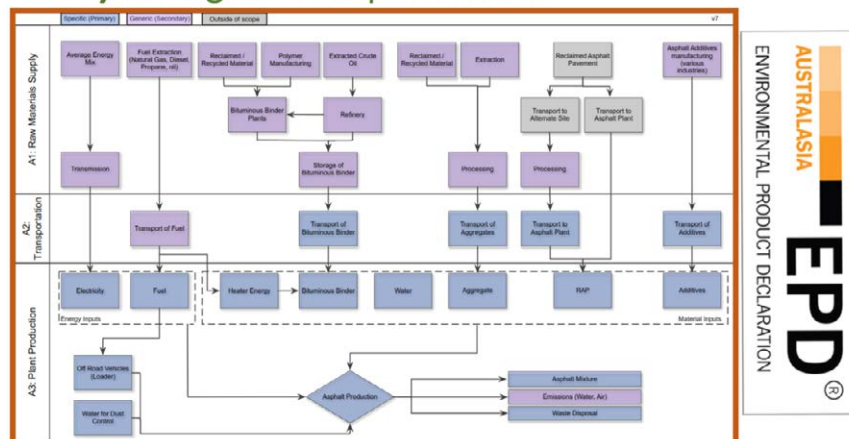 Specific (Primary)
Generic (Secondary)
Outside of scope
v7
A1: Raw Materials Supply
Average Energy
Mix
Fuel Extraction
(Natural Gas, Diesel,
Propane, nil)
Reclaimed /
Recycled Material
Polymer
Manufacturing
Extracted Crude
Oil
Reclaimed /
Recycled Material
Extraction
Reclaimed Asphalt
Pavement
Asphalt Additives
manufacturing
(various
industries)
Bituminous Binder
Plants
Refinery
Transport to
Alternate Site
Transport to
Asphalt Plant
Transmission
Storage of
Bituminous Binder
Processing
Processing
A2:
Transportation
Transport of Fuel
Transport of
Bituminous Binder
Transport of
Aggregates
Transport to
Asphalt Plant
Transport of
Additives
A3: Plant Production
Electricity
Fuel
Heater Energy
Bituminous Binder
Water
Aggregate
RAP
Additives
Energy Inputs
Material Inputs
Off Road Vehicles
(Loader)
Water for Dust
Control
Asphalt Production
Asphalt Mixture
Emissions (Water, Air)
Waste Disposal
AUSTRALASIA
EPD®
ENVIRONMENTAL PRODUCT DECLARATION